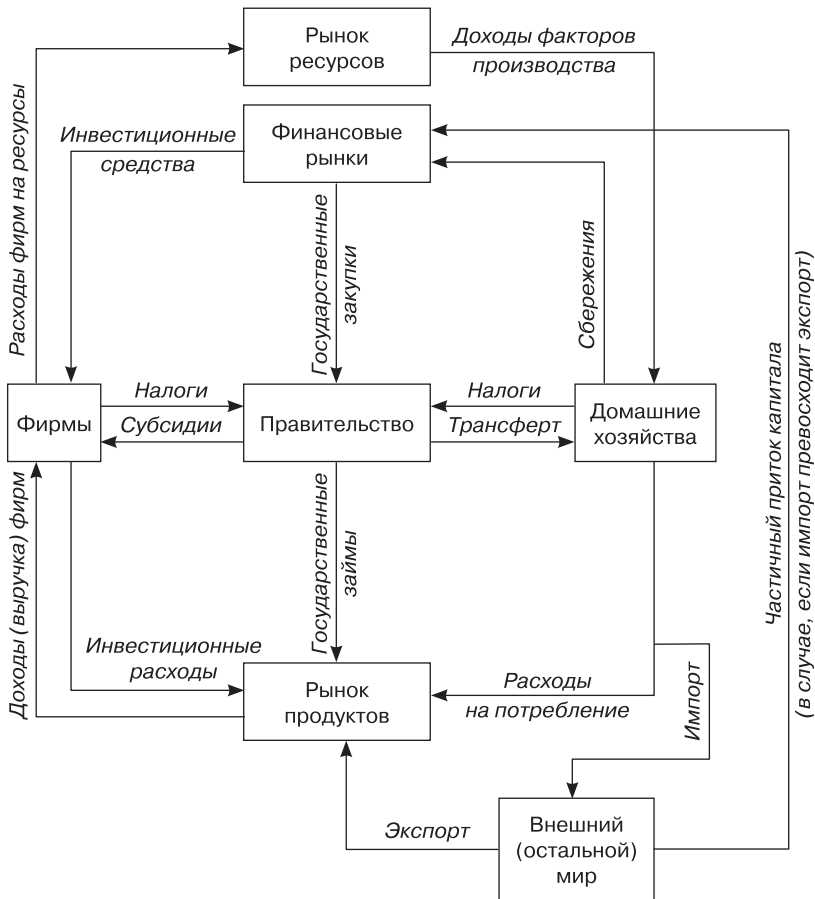 Рынок
ресурсов
Доходы факторов
производства
Расходы фирм на ресурсы
Инвестиционные
средства
Финансовые
рынки
Государственные
закупки
Сбережения
Частичный приток капитала
(в случае, если импорт превосходит экспорт)
Фирмы
Налоги
Субсидии
Правительство
Налоги
Трансферт
Домашние
хозяйства
Доходы (выручка) фирм
Государственные
займы
Инвестиционные
расходы
Рынок
продуктов
Расходы
на потребление
Импорт
Экспорт
Внешний
(остальной)
мир